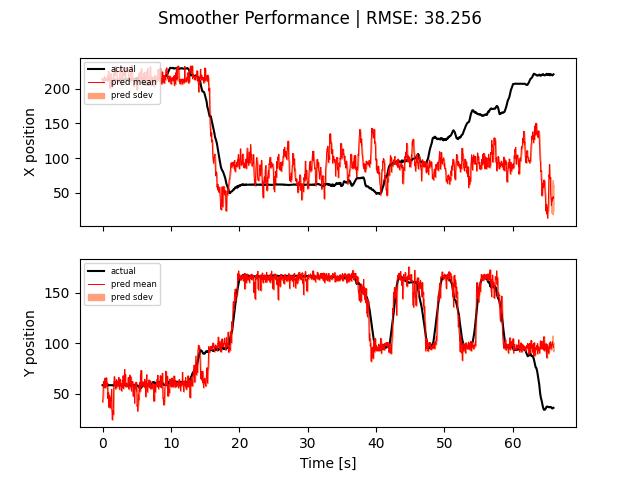 Smoother Performance | RMSE: 38.256
X position
200
150
100
50
actual
pred mean
pred sdev
Y position
150
100
50
actual
pred mean
pred sdev
0 10 20 30 40 50 60
Time [s]